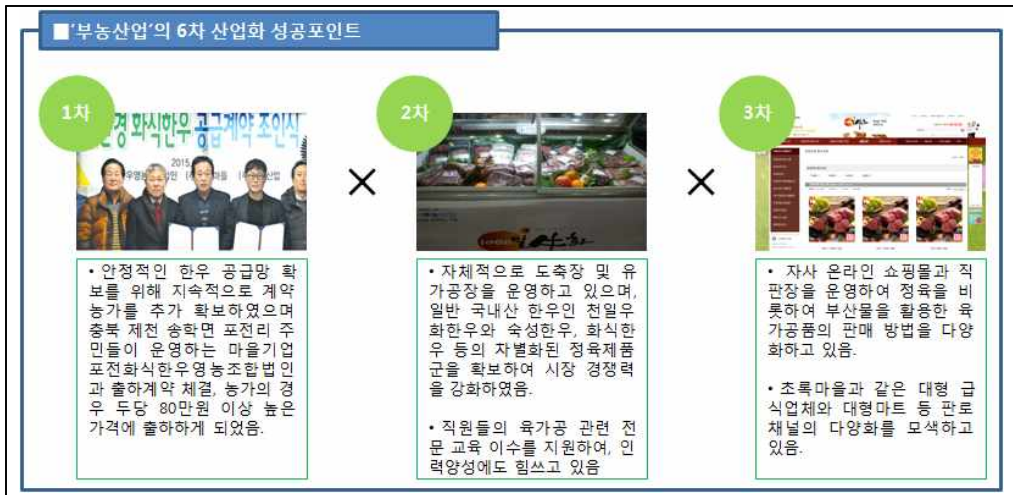 ■'부농산업'의 6차 산업화 성공포인트
1차
2차
3차
경 화식한우 공급계약 조인식
2015
×
×
• 안정적인 한우 공급망 확
보를 위해 지속적으로 계약
농가를 추가 확보하였으며
충북 제천 송학면 포전리 주
민들이 운영하는 마을기업
포전화식한우영농조합법인
과 출하계약 체결, 농가의 경
우 두당 80만원 이상 높은
가격에 출하하게 되었음.
• 자체적으로 도축장 및 유
가공장을 운영하고 있으며,
일반 국내산 한우인 천일우
화한우와 숙성한우, 화식한
우 등의 차별화된 정육제품
군을 확보하여 시장 경쟁력
을 강화하였음.
• 직원들의 육가공 관련 전
문 교육 이수를 지원하여, 인
력양성에도 힘쓰고 있음
• 자사 온라인 쇼핑몰과 직
판장을 운영하여 정육을 비
롯하여 부산물을 활용한 육
가공품의 판매 방법을 다양
화하고 있음.
• 초록마을과 같은 대형 급
식업체와 대형마트 등 판로
채널의 다양화를 모색하고
있음.